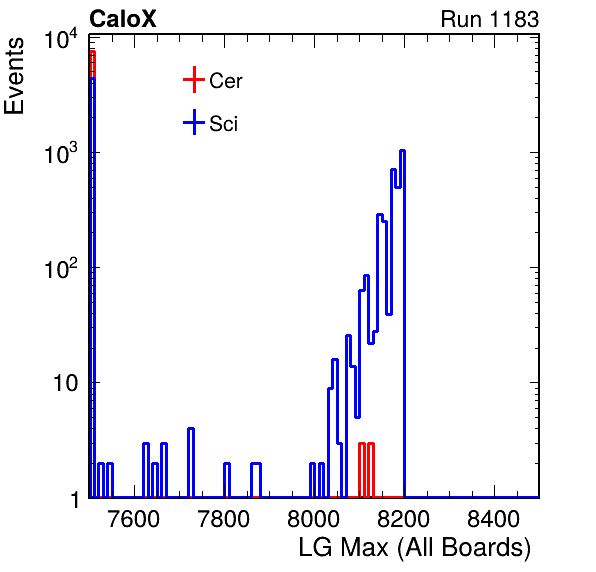 CaloX Run 1183
Events
Cer
Sci
10⁴
10³
10²
10
1
7600 7800 8000 8200 8400
LG Max (All Boards)